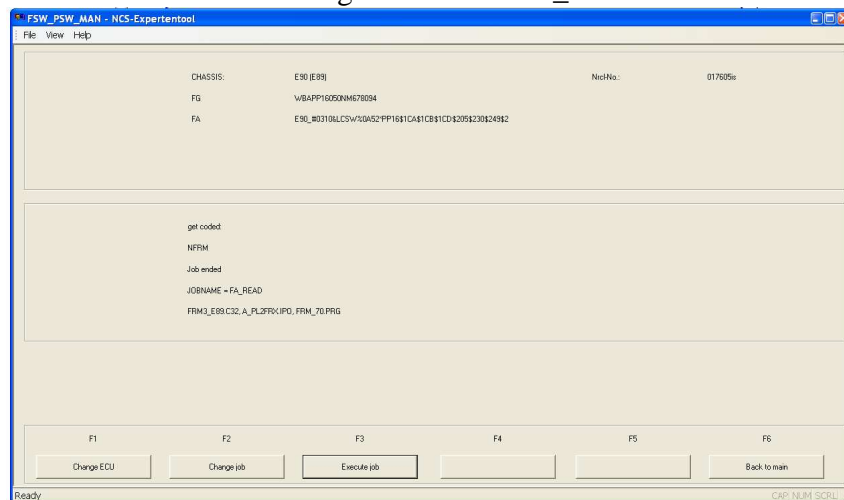 FSW_PSW_MAN - NCS-Expertentool
File View Help
CHASSIS: E90 (E89) Nrcl-No.: 017605is
FG WBAPP16050NM678094
FA E90_#0310&LCSW%0A52*PP16$1CA$1CB$1CD$205$230$249$2
get coded:
NFRM
Job ended
JOBNAME = FA_READ
FRM3_E89.C32, A_PL2FRX.IPO, FRM_70.PRG
F1 F2 F3 F4 F5 F6
Change ECU Change job Execute job Back to main
Ready CAP NUM SCRL